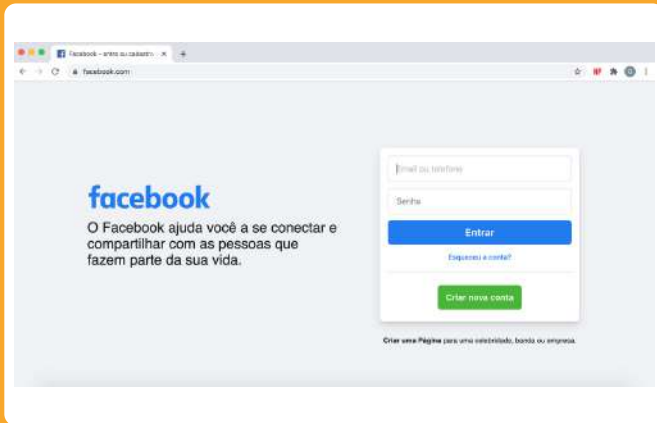 Facebook – entre ou cadastre
facebook.com
facebook
O Facebook ajuda você a se conectar e
compartilhar com as pessoas que
fazem parte da sua vida.
Email ou telefone
Senha
Entrar
Esqueceu a conta?
Criar nova conta
Criar uma Página para uma celebridade, banda ou empresa.